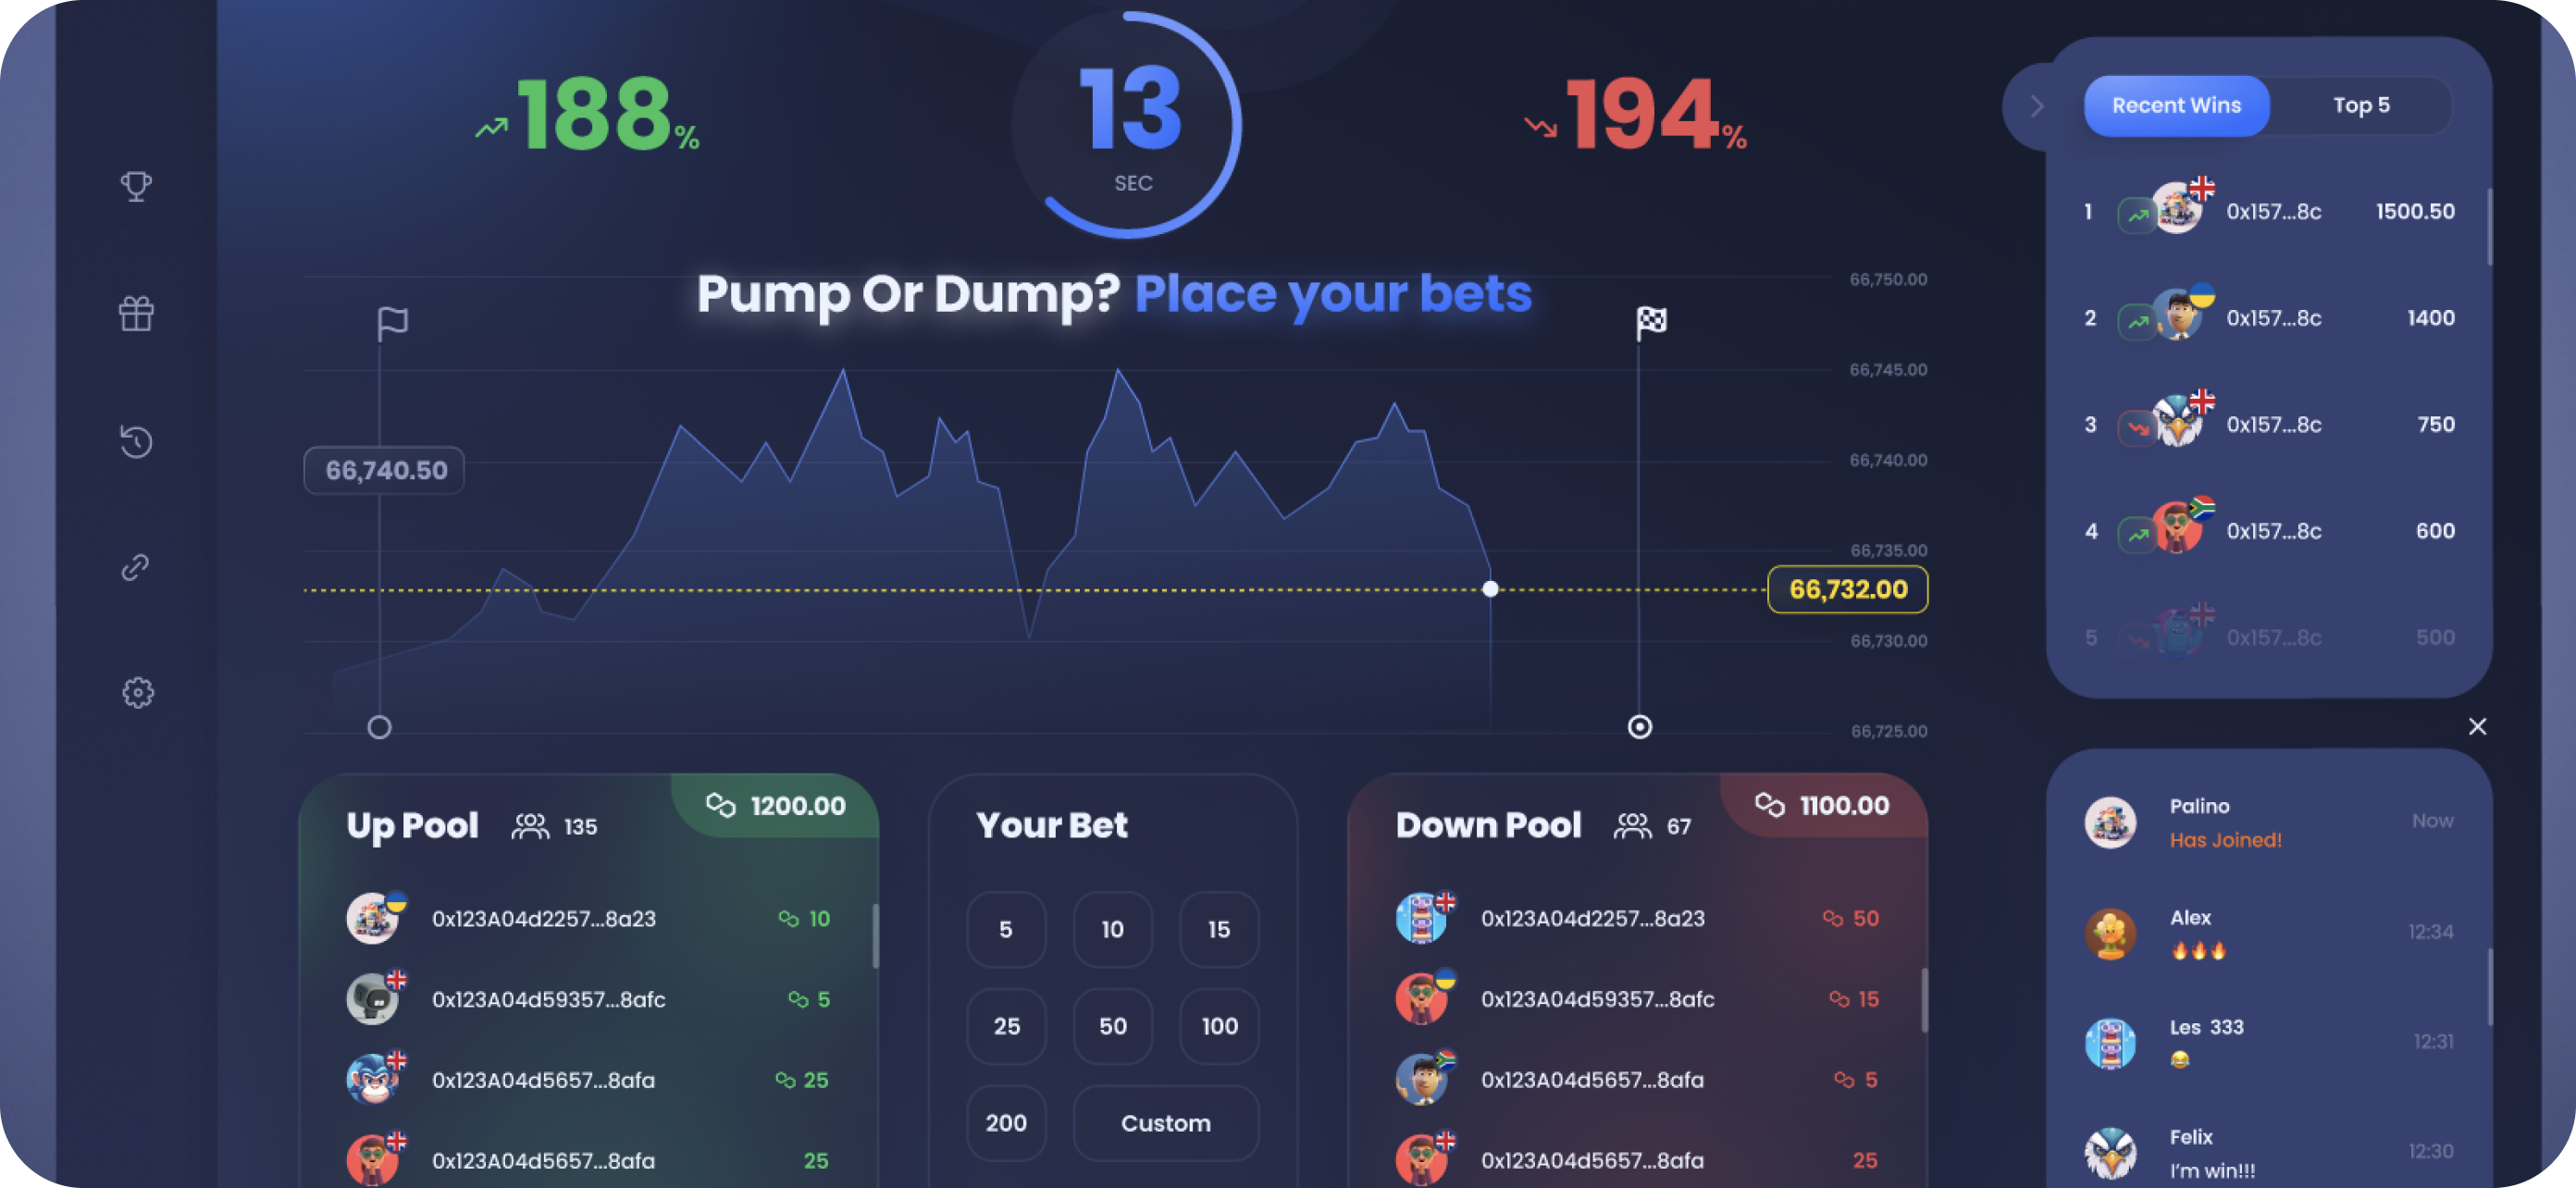 188%
13
SEC
194%
Pump Or Dump? Place your bets
66,750.00
66,745.00
66,740.50
66,740.00
66,735.00
66,732.00
66,730.00
66,725.00
Up Pool 135 1200.00
0x123A04d2257...8a23 10
0x123A04d59357...8afc 5
0x123A04d5657...8afa 25
0x123A04d5657...8afa 25
Your Bet
5 10 15
25 50 100
200 Custom
Down Pool 67 1100.00
0x123A04d2257...8a23 50
0x123A04d59357...8afc 15
0x123A04d5657...8afa 5
0x123A04d5657...8afa 25
Recent Wins Top 5
1 0x157...8c 1500.50
2 0x157...8c 1400
3 0x157...8c 750
4 0x157...8c 600
5 0x157...8c 500
Palino Now
Has Joined!
Alex 12:34
🔥🔥🔥
Les 333 12:31
😂
Felix 12:30
I'm win!!!